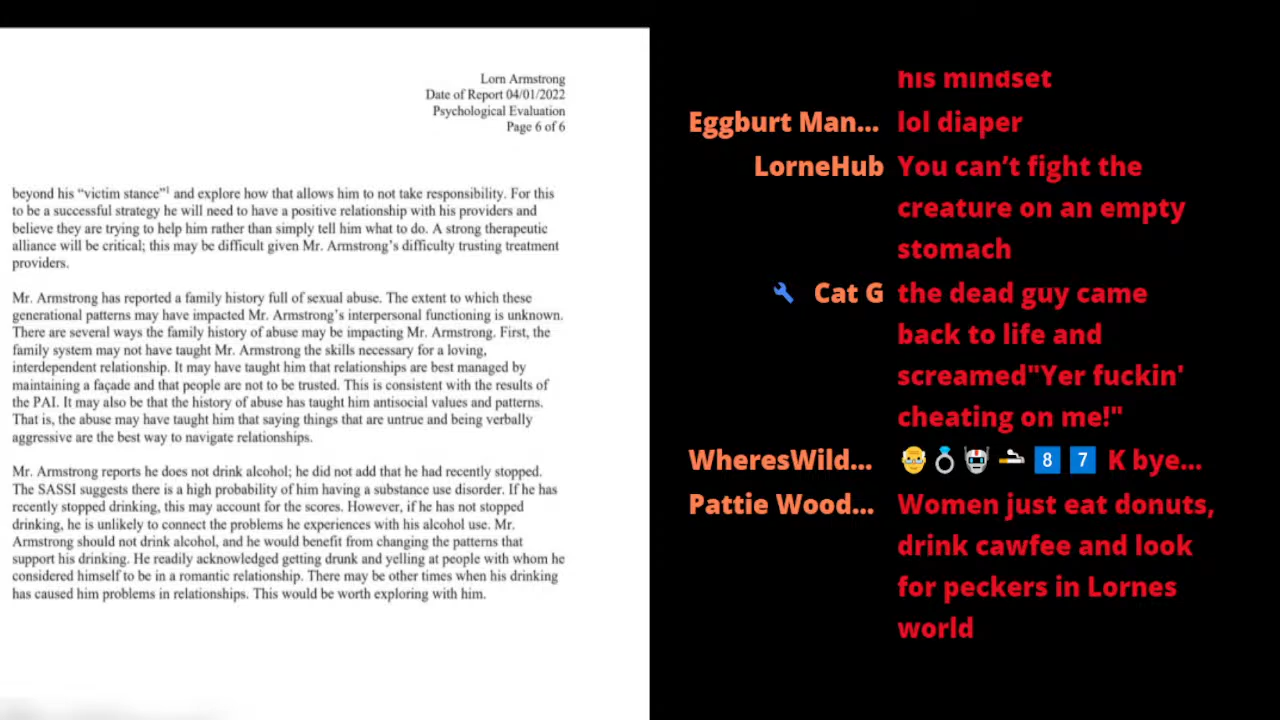 Lorn Armstrong
Date of Report 04/01/2022
Psychological Evaluation
Page 6 of 6
beyond his “victim stance”¹ and explore how that allows him to not take responsibility. For this
to be a successful strategy he will need to have a positive relationship with his providers and
believe they are trying to help him rather than simply tell him what to do. A strong therapeutic
alliance will be critical; this may be difficult given Mr. Armstrong’s difficulty trusting treatment
providers.
Mr. Armstrong has reported a family history full of sexual abuse. The extent to which these
generational patterns may have impacted Mr. Armstrong’s interpersonal functioning is unknown.
There are several ways the family history of abuse may be impacting Mr. Armstrong. First, the
family system may not have taught Mr. Armstrong the skills necessary for a loving,
interdependent relationship. It may have taught him that relationships are best managed by
maintaining a façade and that people are not to be trusted. This is consistent with the results of
the PAI. It may also be that the history of abuse has taught him antisocial values and patterns.
That is, the abuse may have taught him that saying things that are untrue and being verbally
aggressive are the best way to navigate relationships.
Mr. Armstrong reports he does not drink alcohol; he did not add that he had recently stopped.
The SASSI suggests there is a high probability of him having a substance use disorder. If he has
recently stopped drinking, this may account for the scores. However, if he has not stopped
drinking, he is unlikely to connect the problems he experiences with his alcohol use. Mr.
Armstrong should not drink alcohol, and he would benefit from changing the patterns that
support his drinking. He readily acknowledged getting drunk and yelling at people with whom he
considered himself to be in a romantic relationship. There may be other times when his drinking
has caused him problems in relationships. This would be worth exploring with him.
his mindset
Eggburt Man... lol diaper
LorneHub You can’t fight the
creature on an empty
stomach
Cat G the dead guy came
back to life and
screamed"Yer fuckin'
cheating on me!"
WheresWild... 👴💍🤖🚬8️⃣7️⃣ K bye...
Pattie Wood... Women just eat donuts,
drink cawfee and look
for peckers in Lornes
world